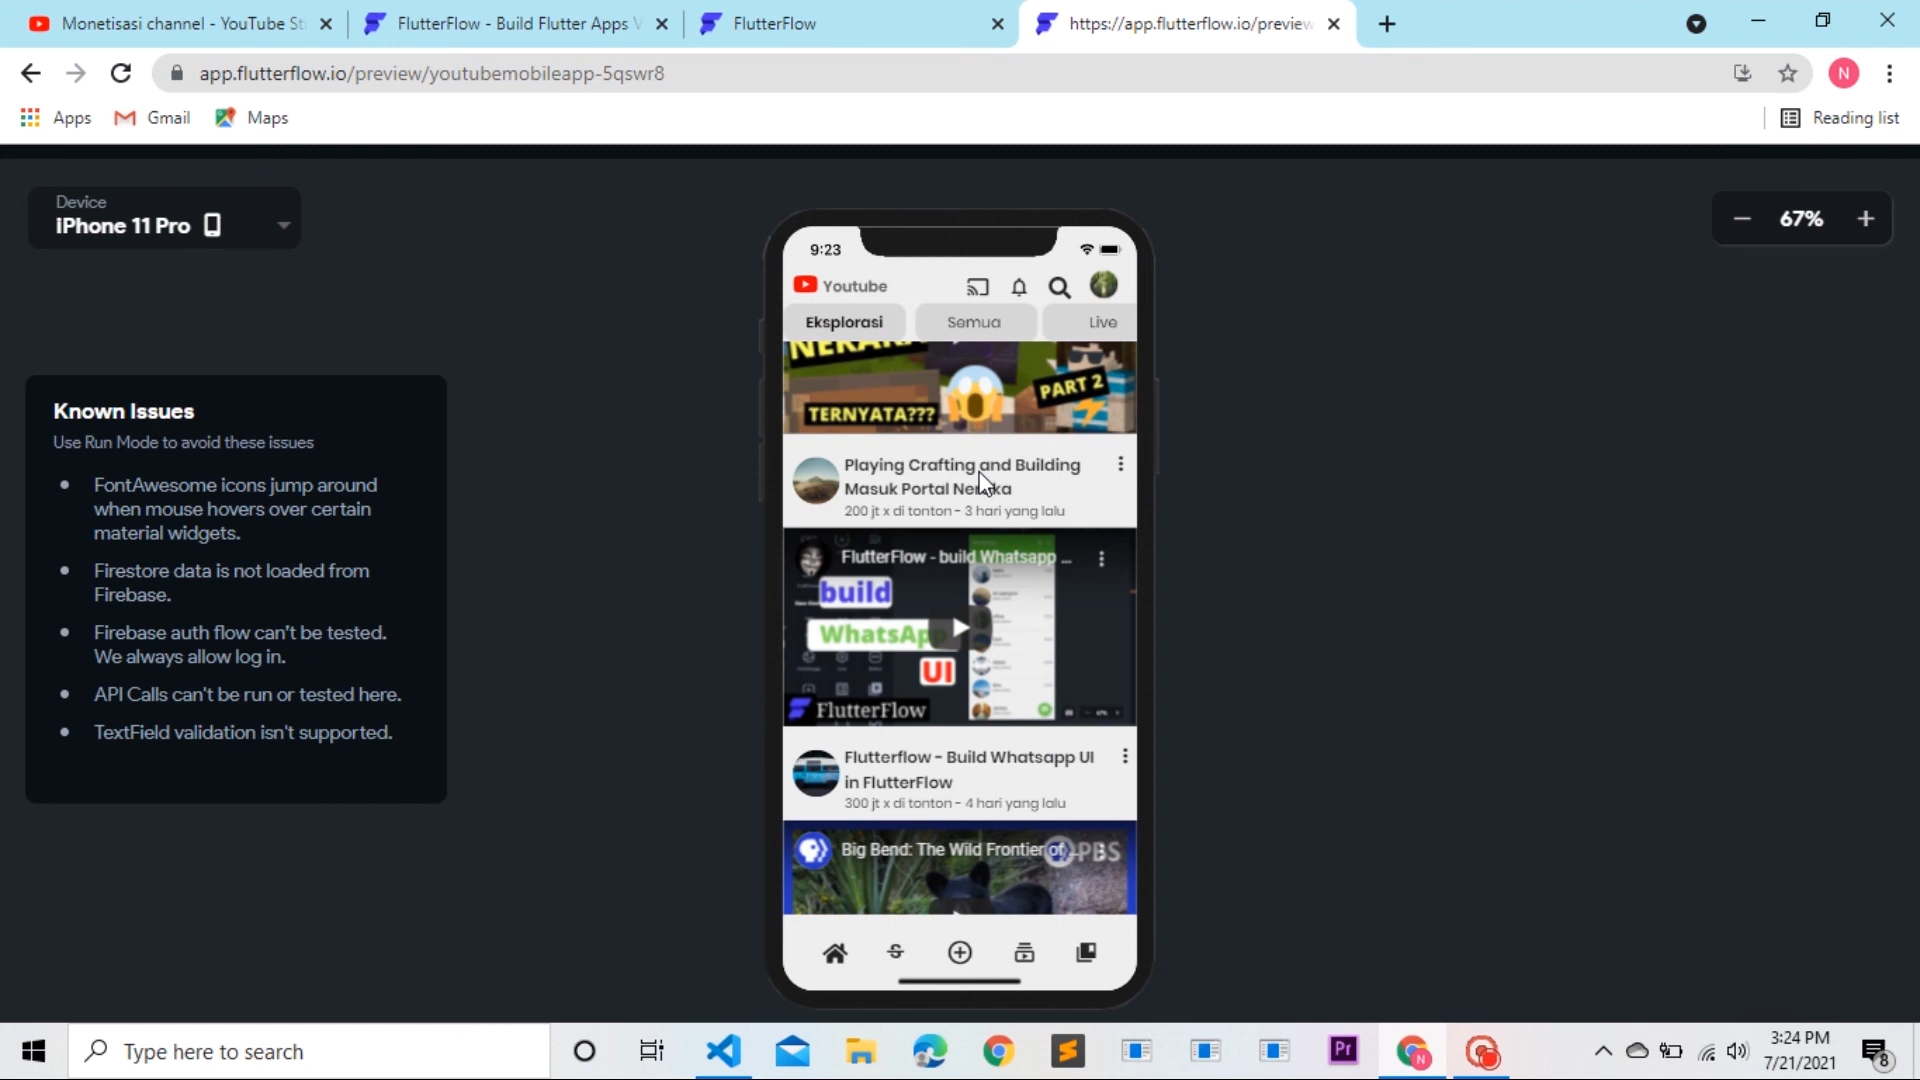 Monetisasi channel - YouTube St
FlutterFlow - Build Flutter Apps V
FlutterFlow
https://app.flutterflow.io/preview
app.flutterflow.io/preview/youtubemobileapp-5qswr8
N
Apps
Gmail
Maps
Reading list
Device
iPhone 11 Pro
67%
Known Issues
Use Run Mode to avoid these issues
FontAwesome icons jump around
when mouse hovers over certain
material widgets.
Firestore data is not loaded from
Firebase.
Firebase auth flow can't be tested.
We always allow log in.
API Calls can't be run or tested here.
TextField validation isn't supported.
9:23
Youtube
Eksplorasi
Semua
Live
NERAKA
PART 2
TERNYATA???
Playing Crafting and Building
Masuk Portal Neraka
200 jt x di tonton - 3 hari yang lalu
FlutterFlow - build Whatsapp ...
build
WhatsApp
UI
FlutterFlow
Flutterflow - Build Whatsapp UI
in FlutterFlow
300 jt x di tonton - 4 hari yang lalu
Big Bend: The Wild Frontier of ...
PBS
Type here to search
Pr
N
3:24 PM
7/21/2021
8